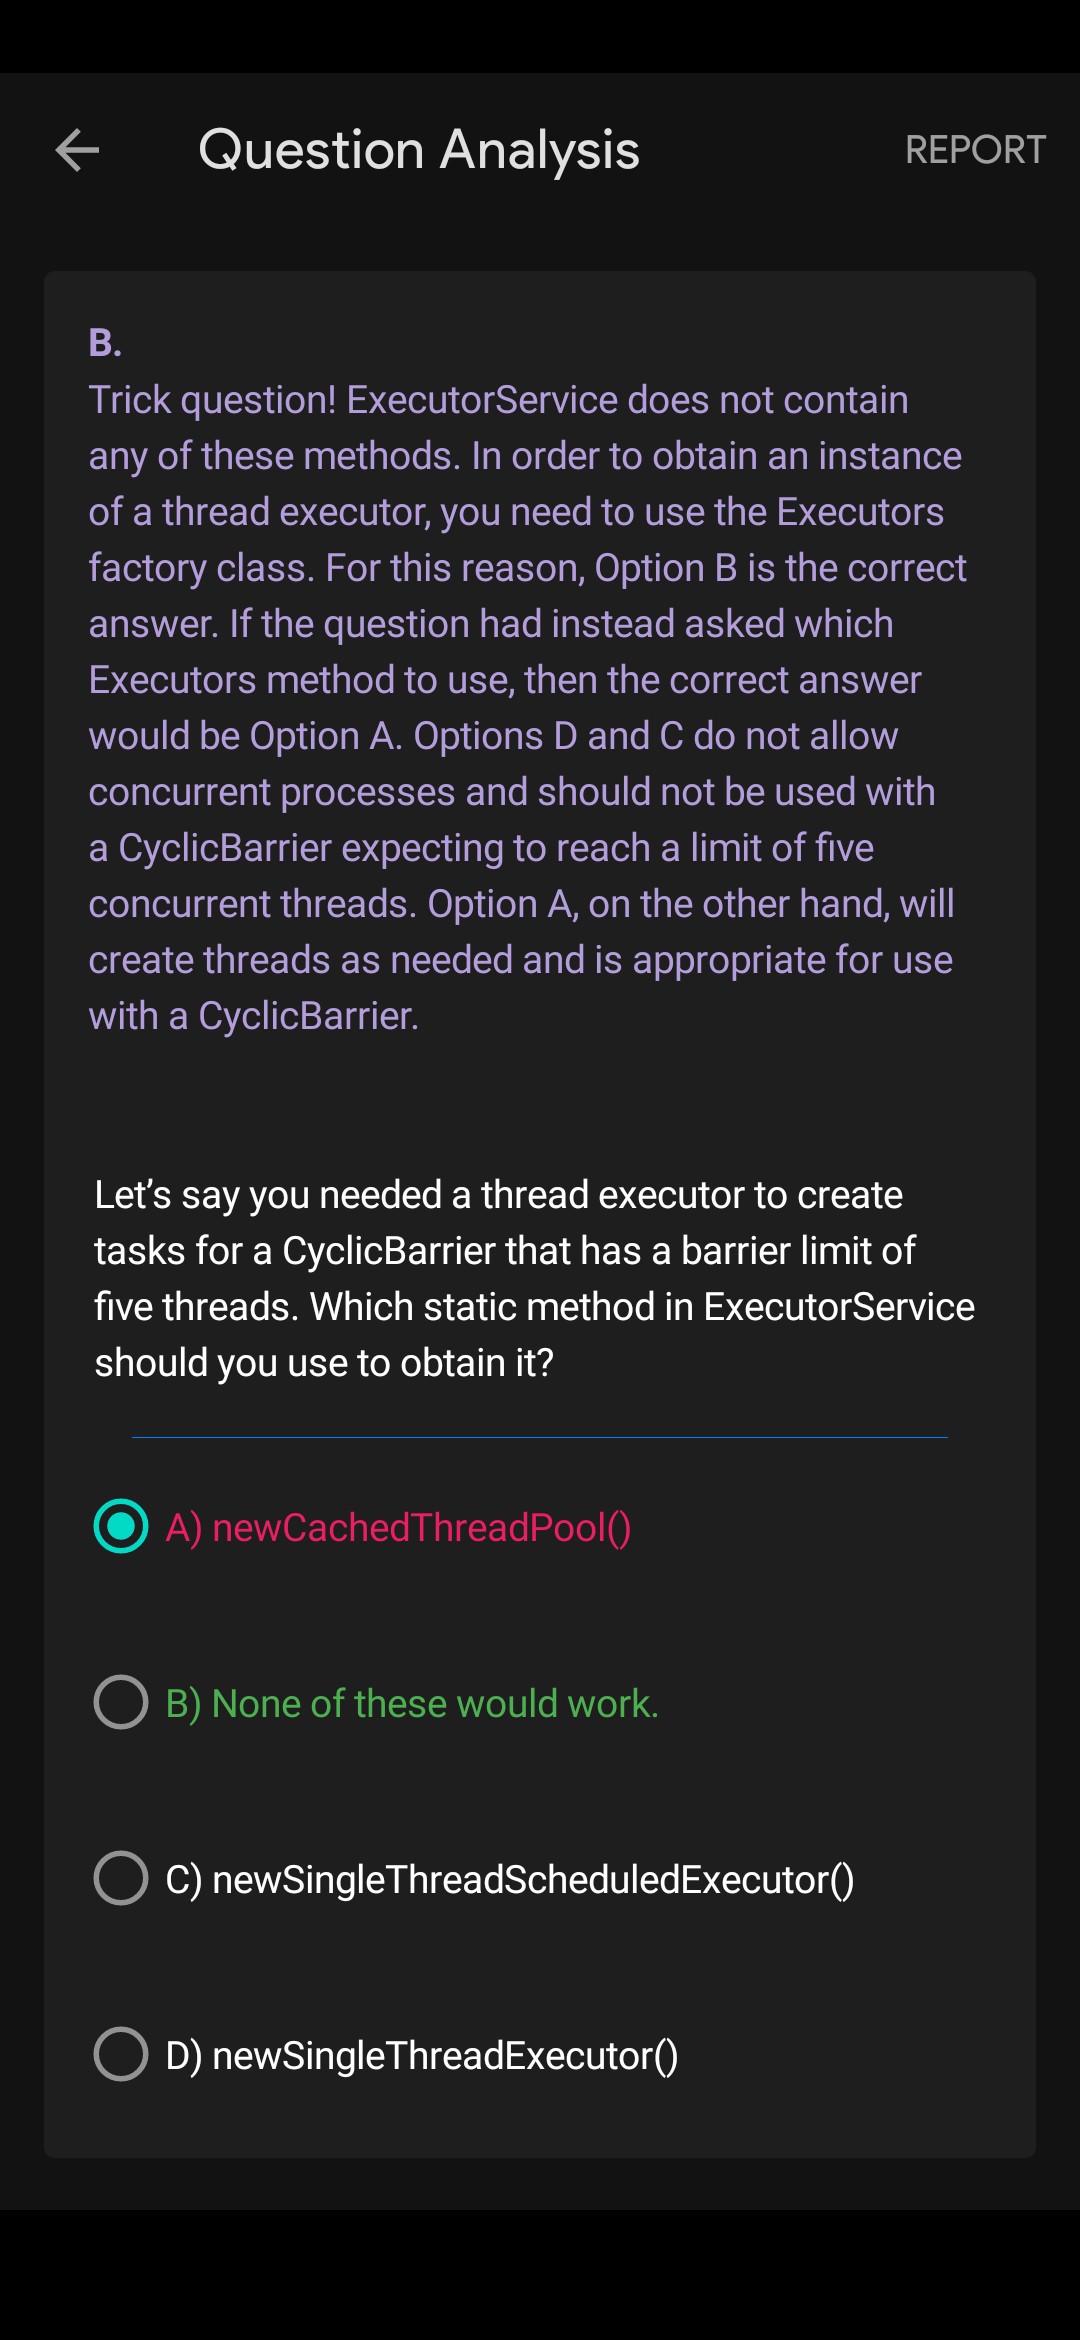 Question Analysis
REPORT
B.
Trick question! ExecutorService does not contain
any of these methods. In order to obtain an instance
of a thread executor, you need to use the Executors
factory class. For this reason, Option B is the correct
answer. If the question had instead asked which
Executors method to use, then the correct answer
would be Option A. Options D and C do not allow
concurrent processes and should not be used with
a CyclicBarrier expecting to reach a limit of five
concurrent threads. Option A, on the other hand, will
create threads as needed and is appropriate for use
with a CyclicBarrier.
Let’s say you needed a thread executor to create
tasks for a CyclicBarrier that has a barrier limit of
five threads. Which static method in ExecutorService
should you use to obtain it?
A) newCachedThreadPool()
B) None of these would work.
C) newSingleThreadScheduledExecutor()
D) newSingleThreadExecutor()